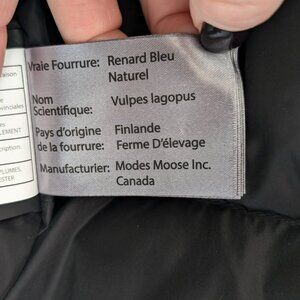 Vraie Fourrure: Renard Bleu
Naturel
Nom
Scientifique: Vulpes lagopus
Pays d'origine Finlande
de la fourrure: Ferme D'élevage
Manufacturier: Modes Moose Inc.
Canada
PLUMES,